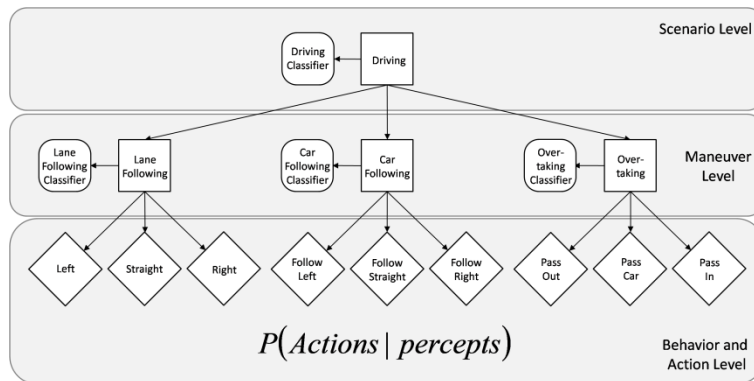 Scenario Level
Driving
Classifier
Driving
Lane
Following
Classifier
Lane
Following
Car
Following
Classifier
Car
Following
Over-
taking
Classifier
Over-
taking
Maneuver
Level
Left
Straight
Right
Follow
Left
Follow
Straight
Follow
Right
Pass
Out
Pass
Car
Pass
In
P(Actions | percepts)
Behavior and
Action Level